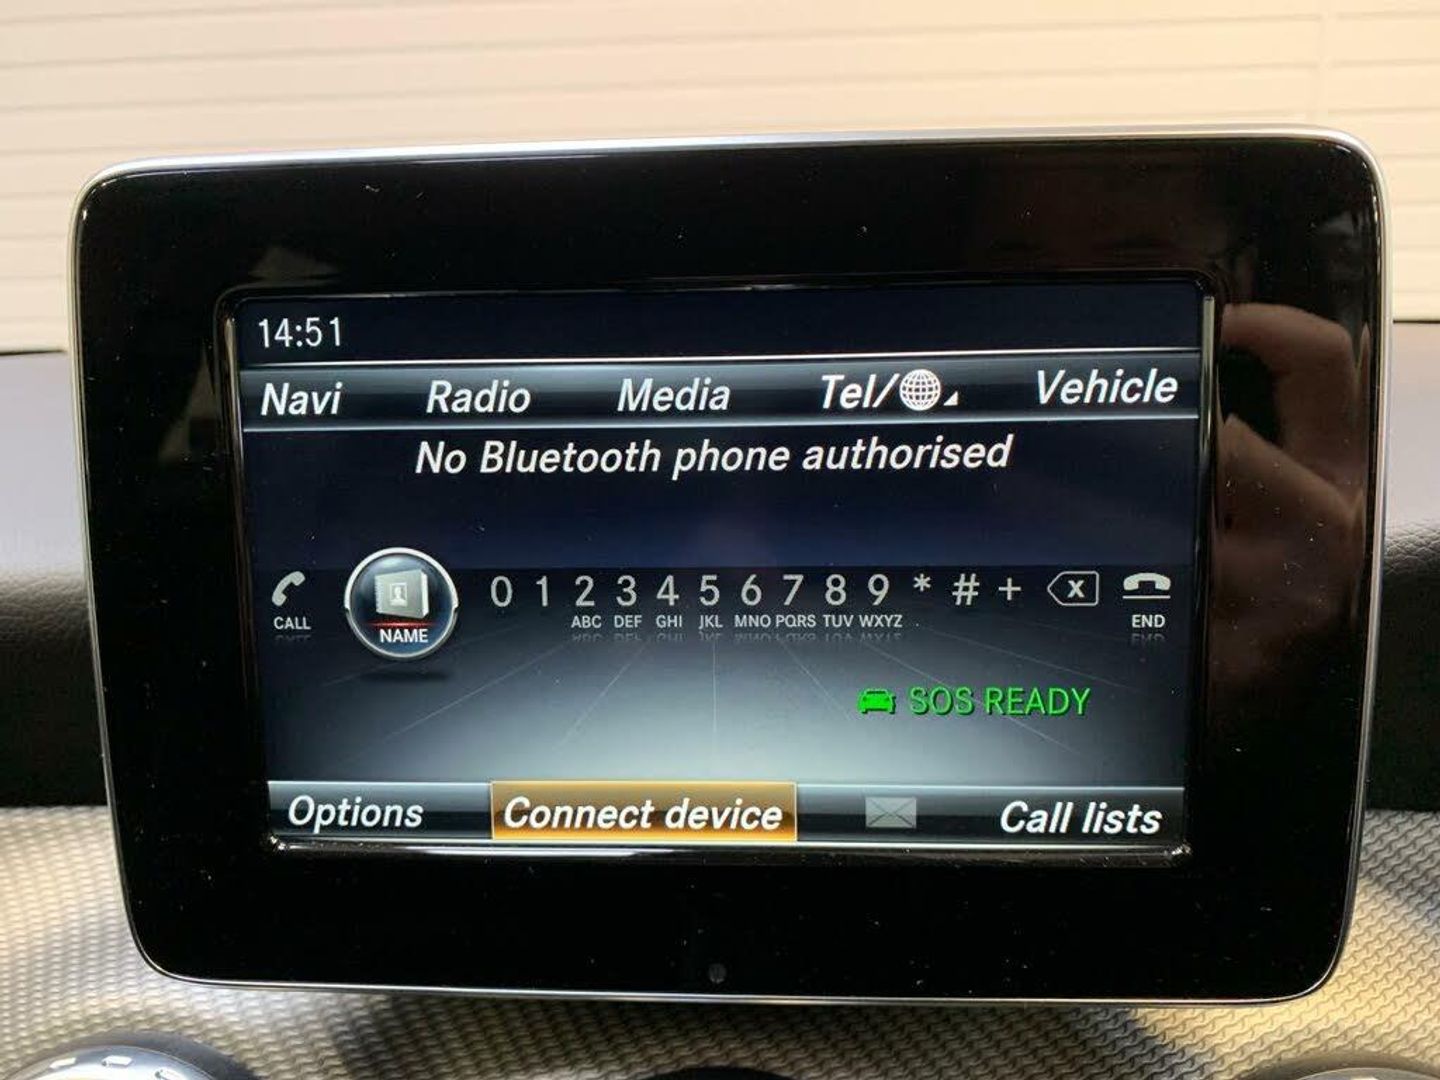 14:51
Navi Radio Media Tel/ Vehicle
No Bluetooth phone authorised
0 1 2 3 4 5 6 7 8 9 * # + X
CALL NAME ABC DEF GHI JKL MNO PQRS TUV WXYZ END
SOS READY
Options Connect device Call lists